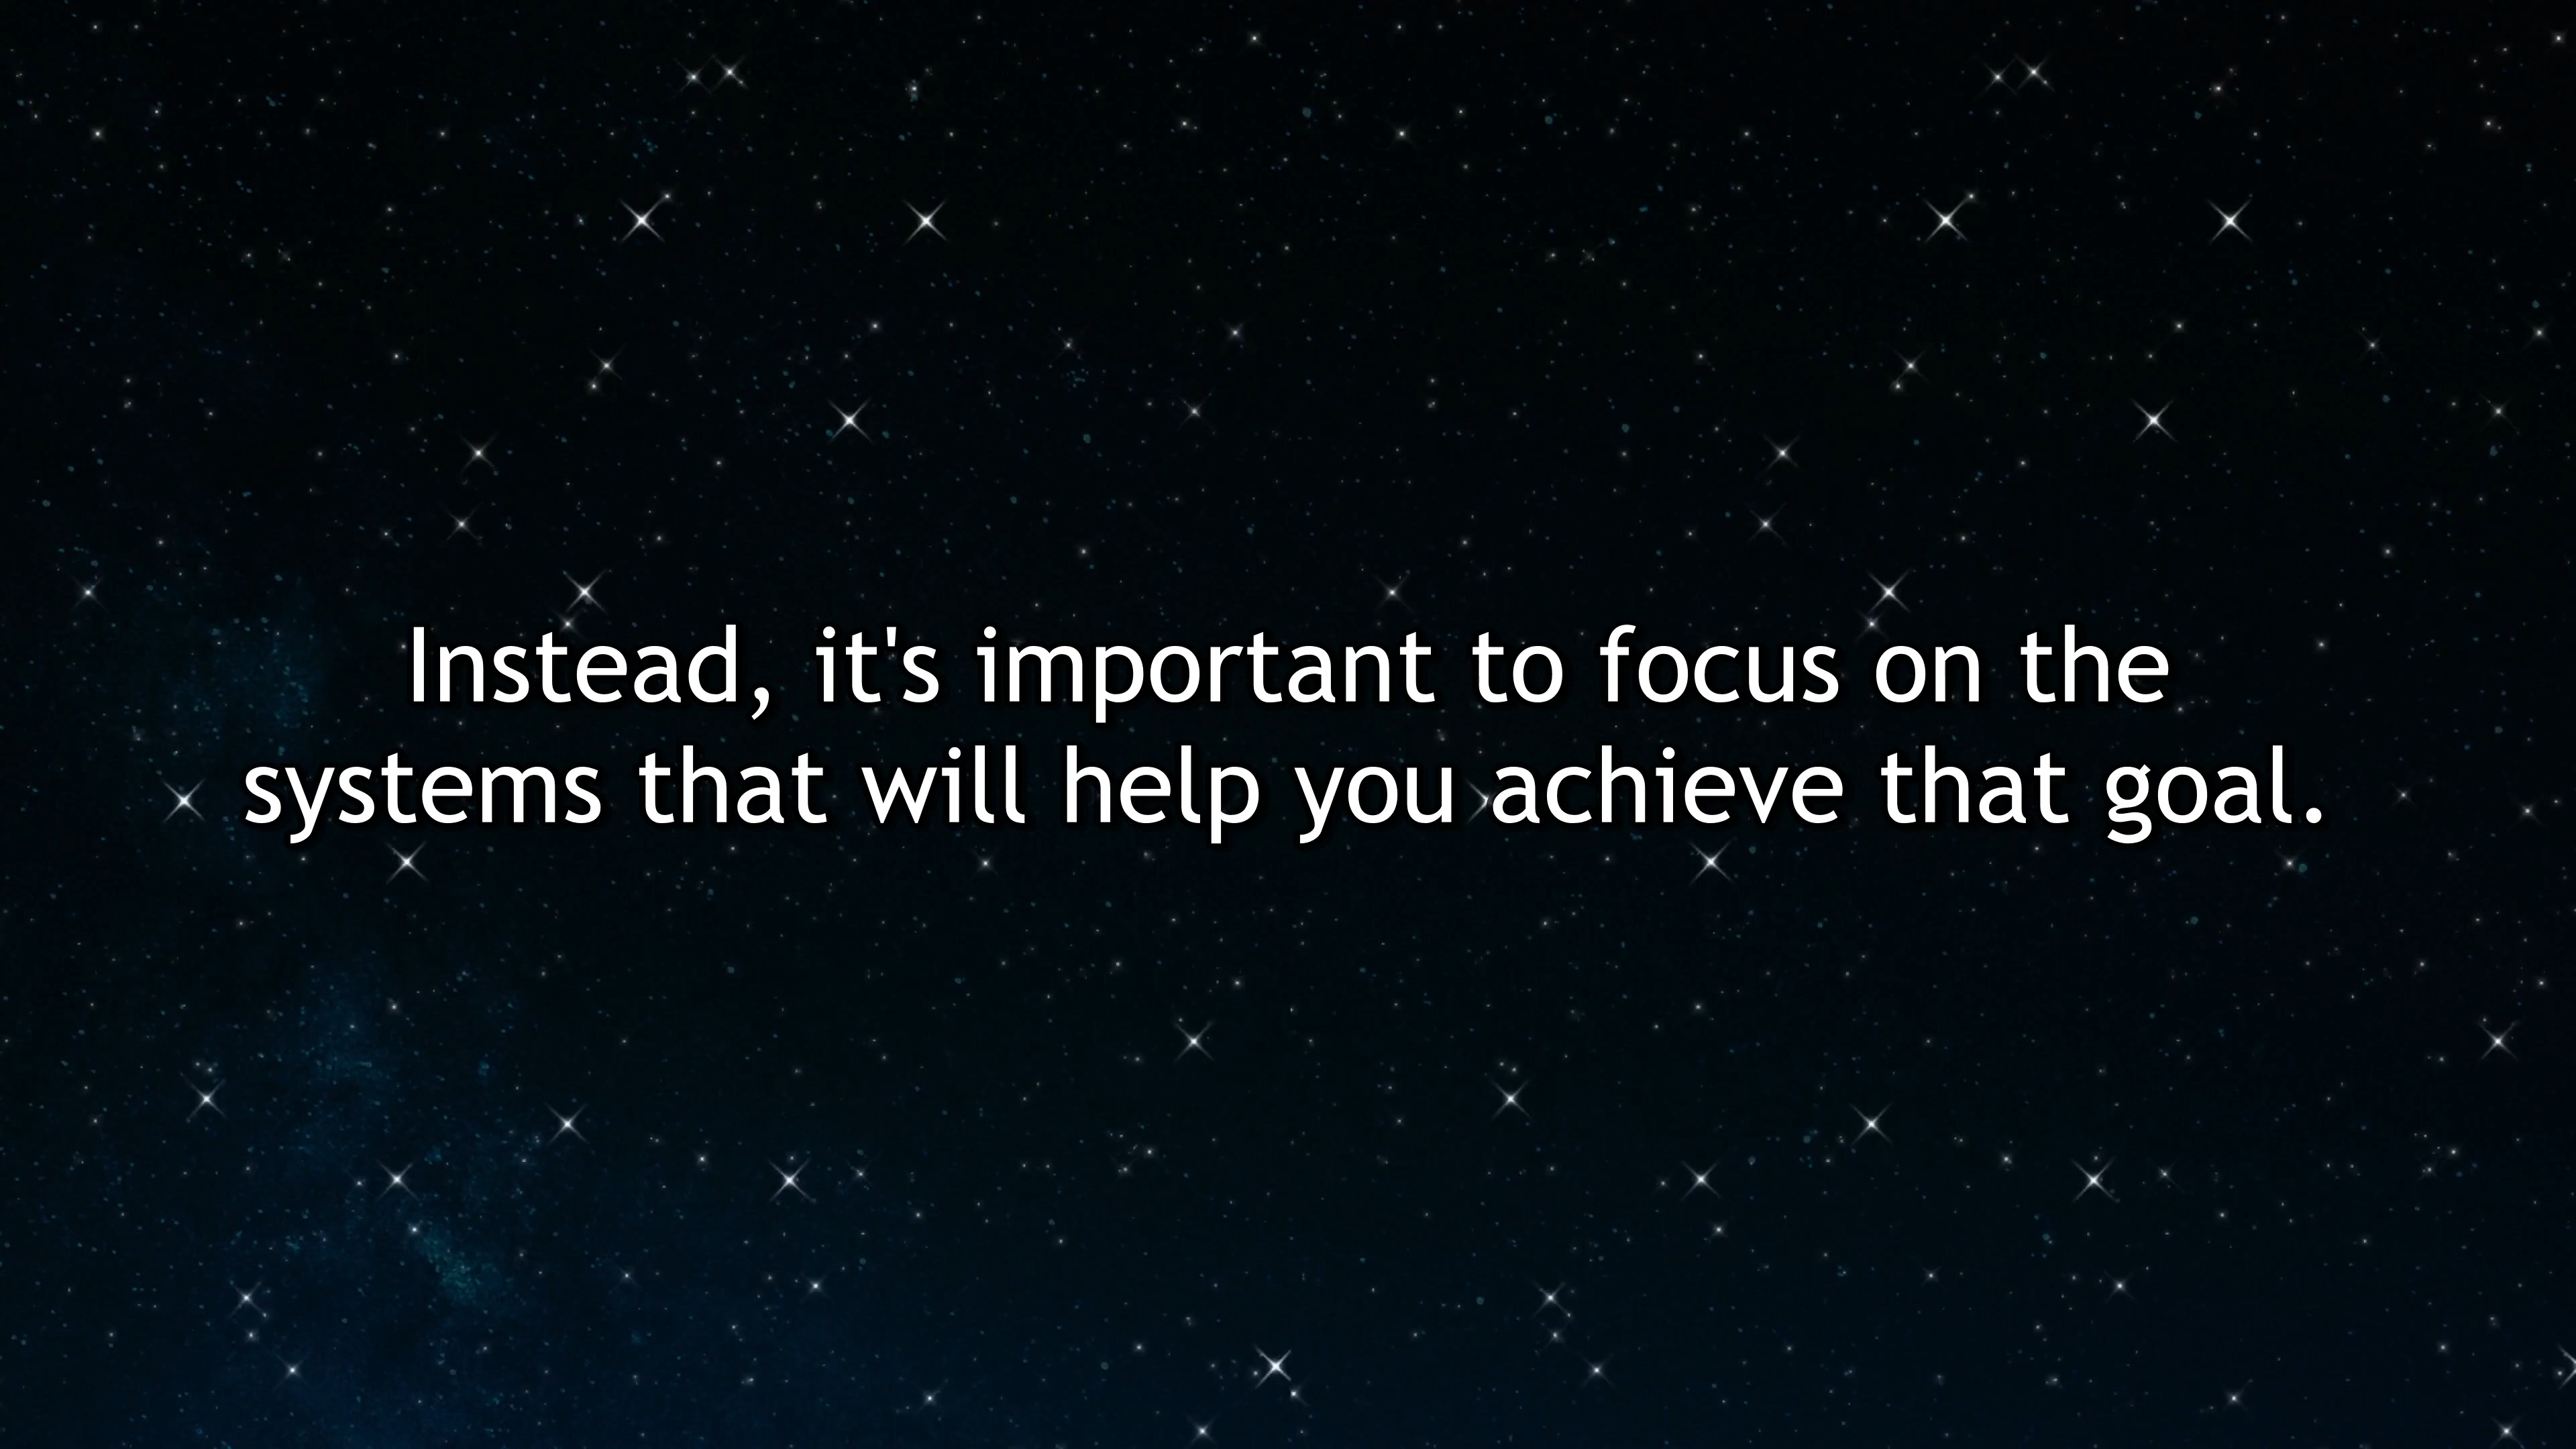 Instead, it's important to focus on the
systems that will help you achieve that goal.